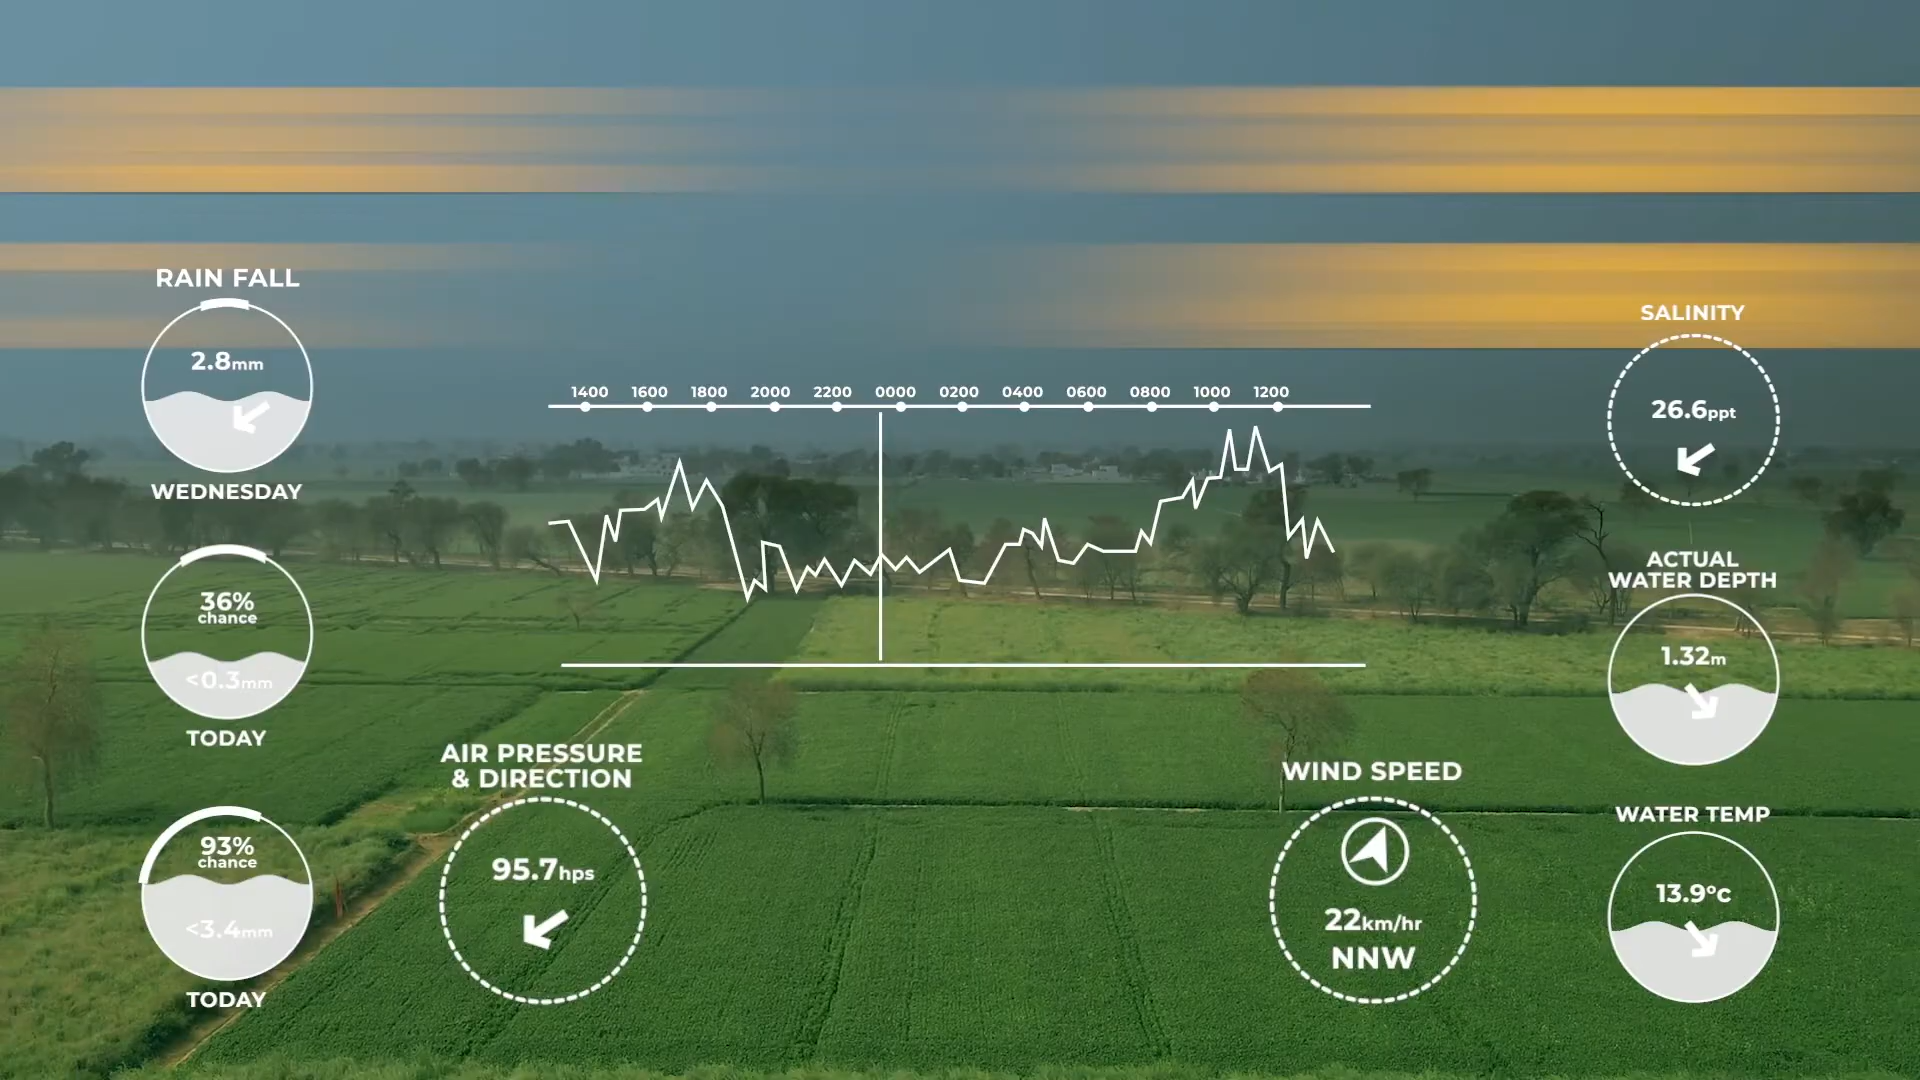 RAIN FALL
2.8mm
WEDNESDAY
36%
chance
<0.3mm
TODAY
93%
chance
<3.4mm
TODAY
AIR PRESSURE
& DIRECTION
95.7hps
1400 1600 1800 2000 2200 0000 0200 0400 0600 0800 1000 1200
WIND SPEED
22km/hr
NNW
SALINITY
26.6ppt
ACTUAL
WATER DEPTH
1.32m
WATER TEMP
13.9°C